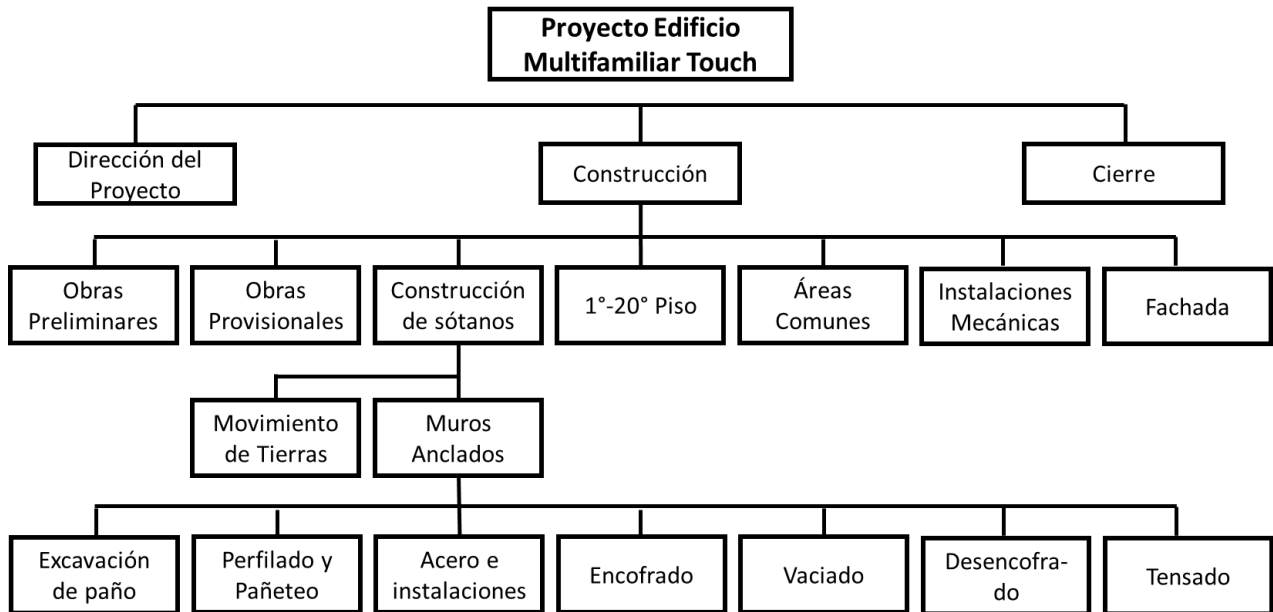 Proyecto Edificio
Multifamiliar Touch
Dirección del
Proyecto
Construcción
Cierre
Obras
Preliminares
Obras
Provisionales
Construcción
de sótanos
1°-20° Piso
Áreas
Comunes
Instalaciones
Mecánicas
Fachada
Movimiento
de Tierras
Muros
Anclados
Excavación
de paño
Perfilado y
Pañeteo
Acero e
instalaciones
Encofrado
Vaciado
Desencofra-
do
Tensado